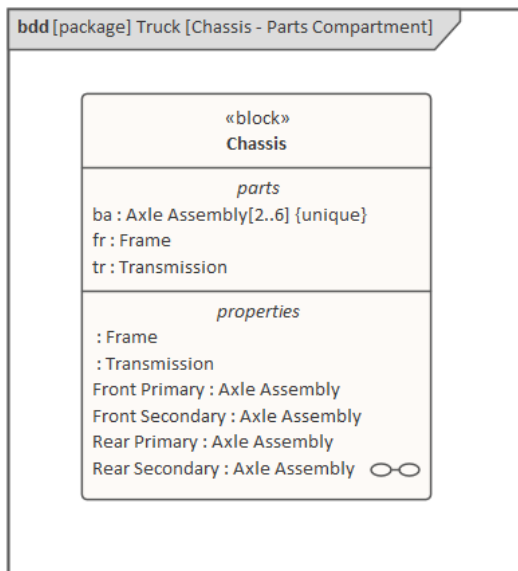 bdd [package] Truck [Chassis - Parts Compartment]
«block»
Chassis
parts
ba : Axle Assembly[2..6] {unique}
fr : Frame
tr : Transmission
properties
: Frame
: Transmission
Front Primary : Axle Assembly
Front Secondary : Axle Assembly
Rear Primary : Axle Assembly
Rear Secondary : Axle Assembly